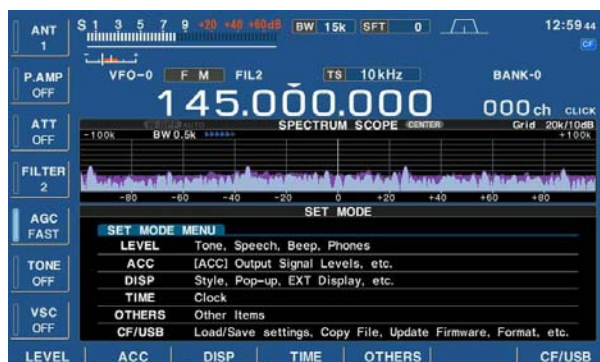 ANT
1
S 1 3 5 7 9 +20 +40 +60dB BW 15k SFT 0
12:59 44
CF
P.AMP
OFF
VFO-0 F M FIL2 TS 10kHz BANK-0
145.000.000 000 ch CLICK
ATT
OFF
SPECTRUM SCOPE CENTER Grid 20k/10dB
-100k BW 0.5k +100k
FILTER
2
-80 -60 -40 -20 0 +20 +40 +60 +80
AGC
FAST
SET MODE
SET MODE MENU
LEVEL Tone, Speech, Beep, Phones
ACC [ACC] Output Signal Levels, etc.
TONE
OFF
DISP Style, Pop-up, EXT Display, etc.
TIME Clock
VSC
OFF
OTHERS Other Items
CF/USB Load/Save settings, Copy File, Update Firmware, Format, etc.
LEVEL ACC DISP TIME OTHERS CF/USB